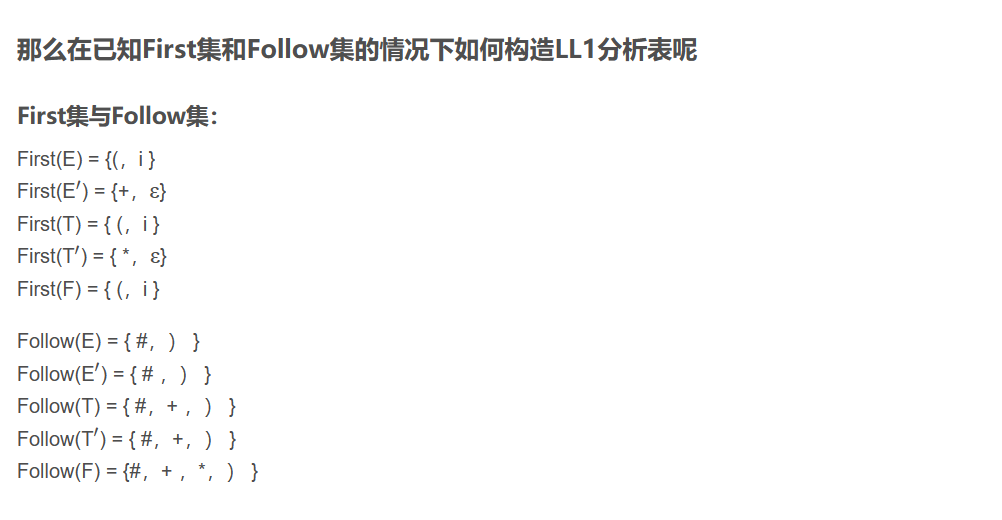 那么在已知First集和Follow集的情况下如何构造LL1分析表呢
First集与Follow集：
First(E) = {(，i }
First(E′) = {+，ε}
First(T) = { (，i }
First(T′) = { *，ε}
First(F) = { (，i }
Follow(E) = { #，) }
Follow(E′) = { # ，) }
Follow(T) = { #，+ ，) }
Follow(T′) = { #，+，) }
Follow(F) = {#，+ ，*，) }